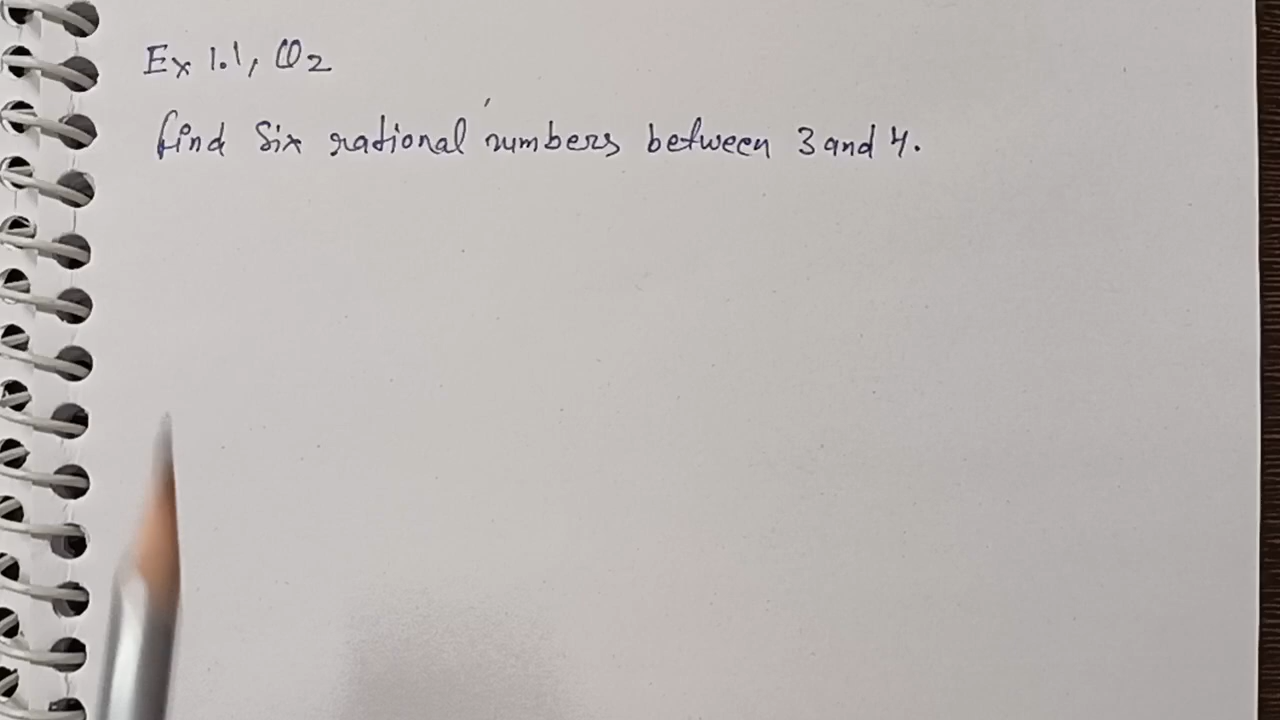 Ex 1.1, Q2
find Six rational numbers between 3 and 4.